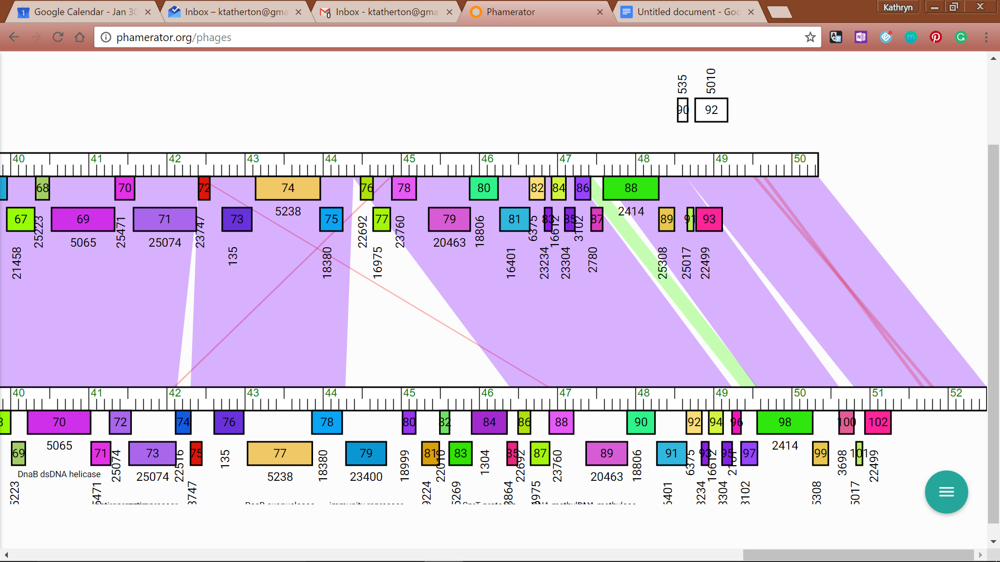 Google Calendar - Jan 30
Inbox – ktatherton@gma
Inbox - ktatherton@gma
Phamerator
Untitled document - Goo
Kathryn
phamerator.org/phages
535
5010
90
92
40 41 42 43 44 45 46 47 48 49 50
68 70 72 74 76 78 80 82 84 86 88
5238 2414
67 69 71 73 75 77 79 81 83 85 87 89 91 93
25223 5065 25471 25074 23747 22692 23760 20463 18806 6375 16612 3102
21458 135 18380 16975 16401 23234 23304 2780 25308 25017 22499
40 41 42 43 44 45 46 47 48 49 50 51 52
70 72 74 76 78 80 82 84 86 88 90 92 94 96 98 100 102
5065 2414
69 71 73 75 77 79 81 83 85 87 89 91 93 95 97 99 101
25074 25074 22516 135 5238 18380 23400 18999 22010 1304 22692 23760 20463 18806 6375 16612 3698 22499
DnaB dsDNA helicase
5223 5471 3747 9224 5269 3864 5975 5401 3234 3304 3102 5308 5017